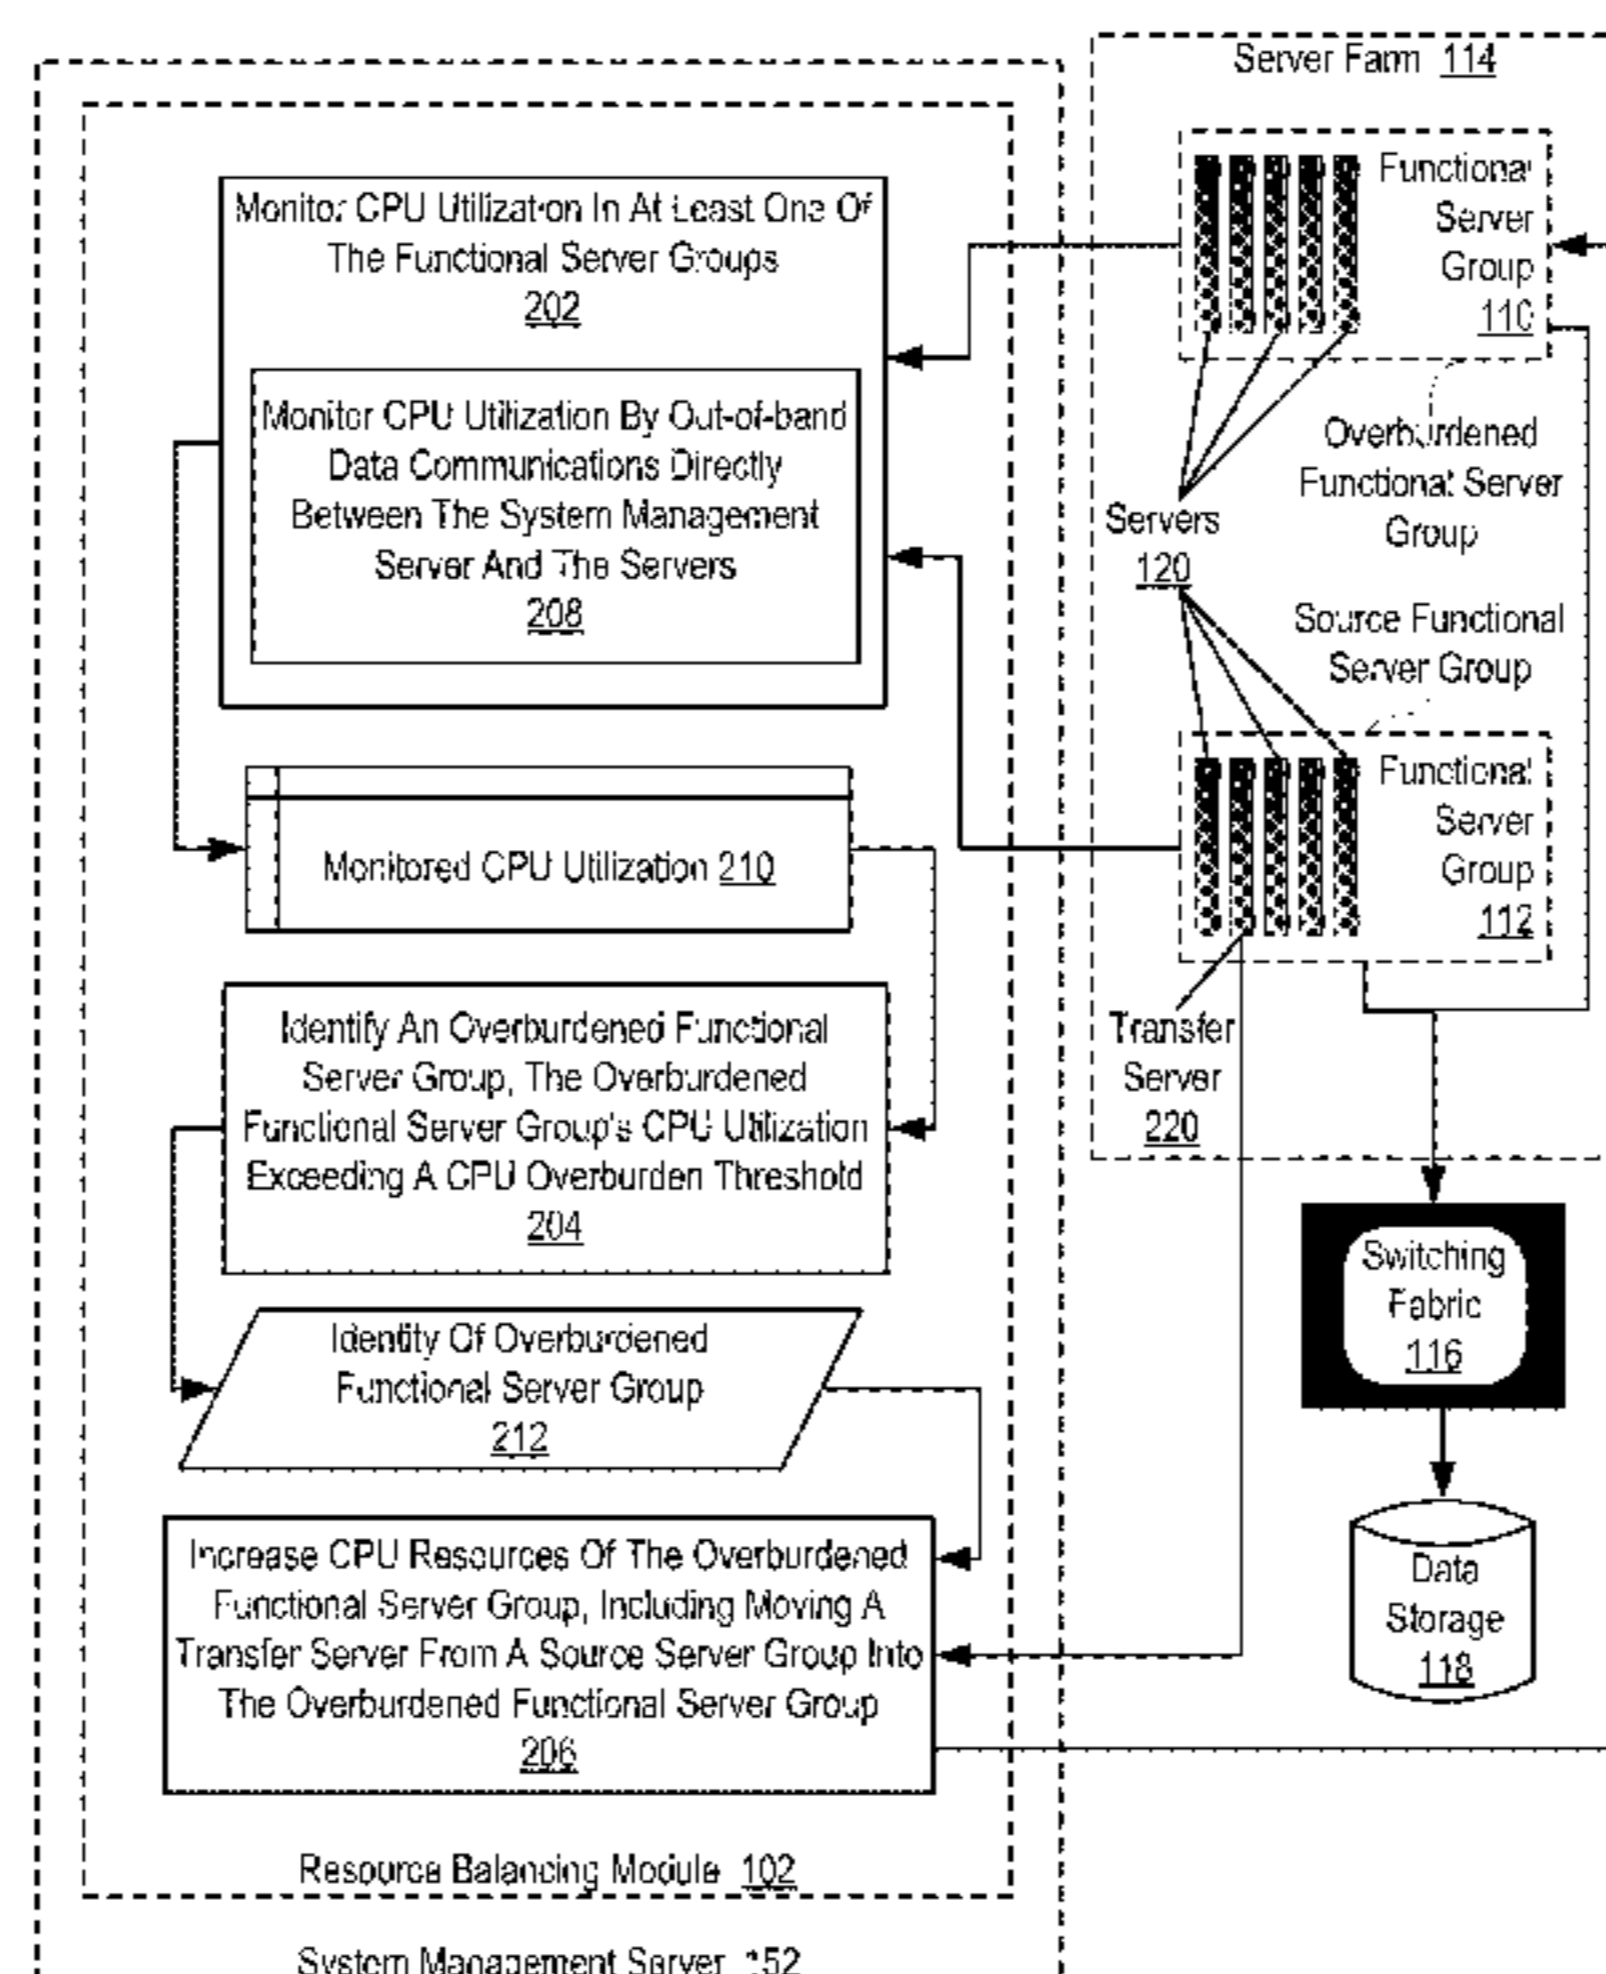 Server Farm 114
Functional
Server
Group
110
Monitor CPU Utilization In At Least One Of
The Functional Server Groups
202
Monitor CPU Utilization By Out-of-band
Data Communications Directly
Between The System Management
Server And The Servers
208
Overburdened
Functional Server
Group
Servers
120
Source Functional
Server Group
Functional
Server
Group
112
Monitored CPU Utilization 210
Identify An Overburdened Functional
Server Group, The Overburdened
Functional Server Group's CPU Utilization
Exceeding A CPU Overburden Threshold
204
Transfer
Server
220
Switching
Fabric
116
Identity Of Overburdened
Functional Server Group
212
Increase CPU Resources Of The Overburdened
Functional Server Group, Including Moving A
Transfer Server From A Source Server Group Into
The Overburdened Functional Server Group
206
Data
Storage
118
Resource Balancing Module 102
System Management Server 152